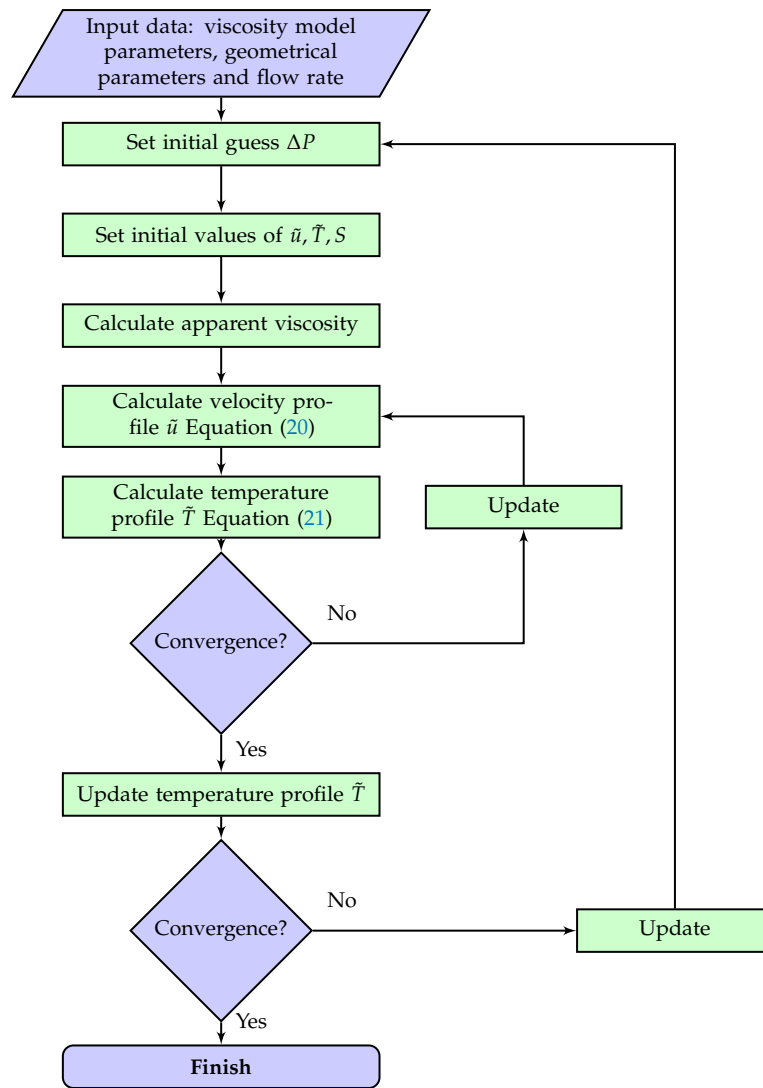 Input data: viscosity model
parameters, geometrical
parameters and flow rate
Set initial guess ΔP
Set initial values of ũ, T̃, S
Calculate apparent viscosity
Calculate velocity pro-
file ũ Equation (20)
Calculate temperature
profile T̃ Equation (21)
Update
Convergence?
No
Yes
Update temperature profile T̃
Convergence?
No
Update
Yes
Finish